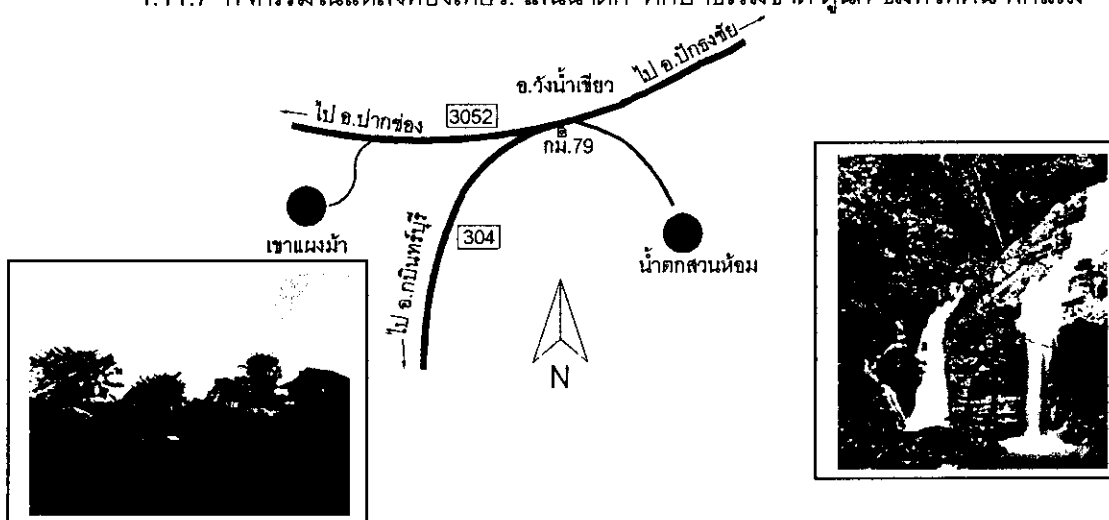 ไป อ.ปักธงชัย
อ.วังน้ำเขียว
ไป อ.ปากช่อง
3052
กม.79
เขาแผงม้า
304
ไป อ.กบินทร์บุรี
น้ำตกสวนห้อม
N